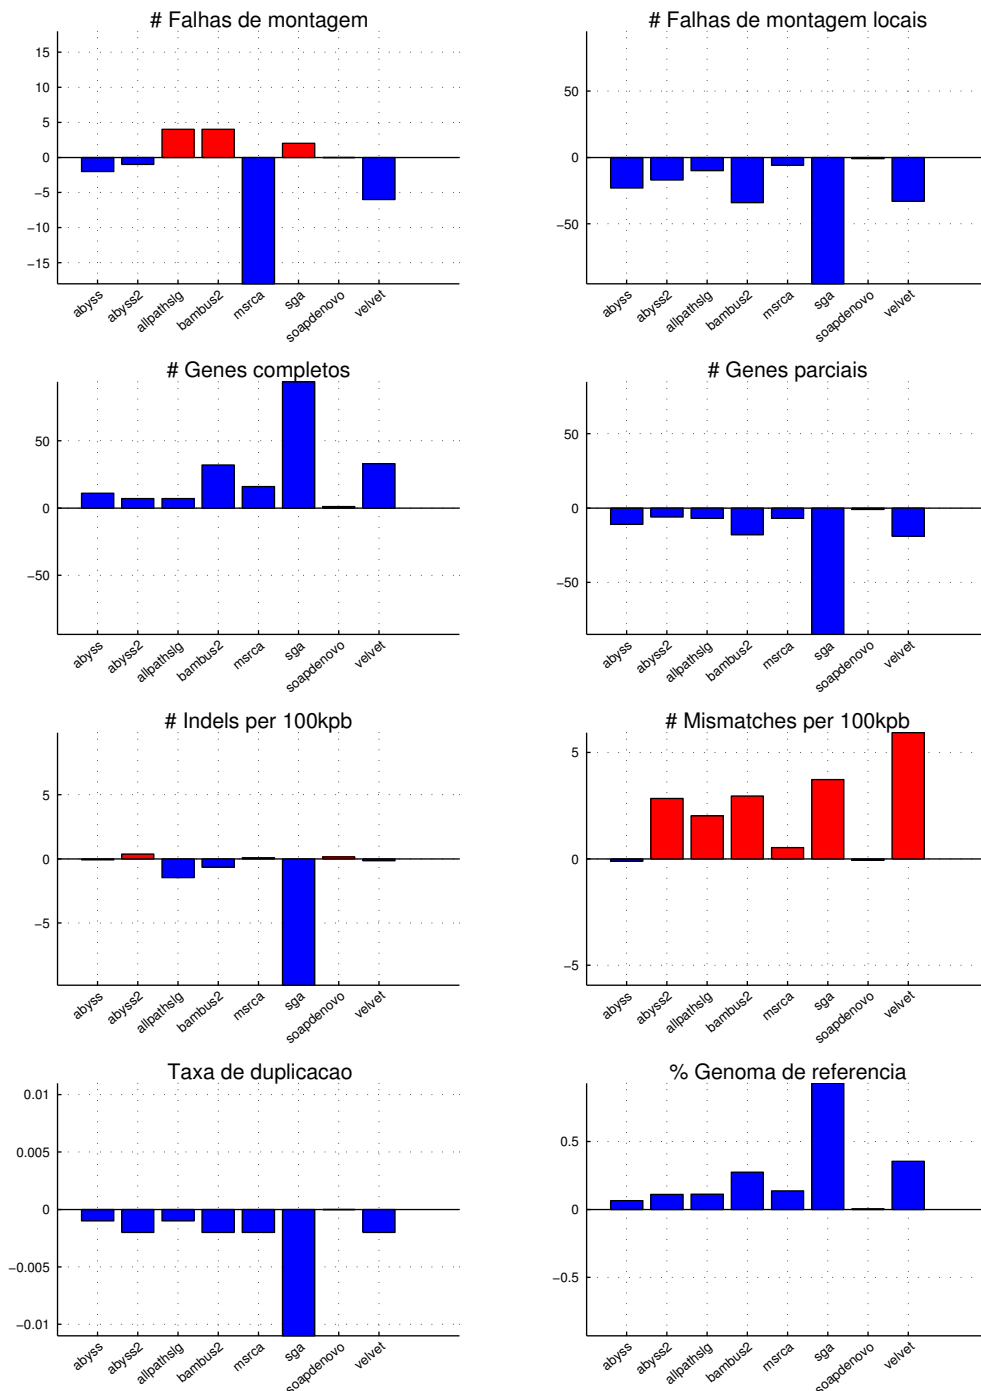 # Falhas de montagem
15
10
5
0
−5
−10
−15
abyss
abyss2
allpathslg
bambus2
msrca
sga
soapdenovo
velvet
# Falhas de montagem locais
50
0
−50
abyss
abyss2
allpathslg
bambus2
msrca
sga
soapdenovo
velvet
# Genes completos
50
0
−50
abyss
abyss2
allpathslg
bambus2
msrca
sga
soapdenovo
velvet
# Genes parciais
50
0
−50
abyss
abyss2
allpathslg
bambus2
msrca
sga
soapdenovo
velvet
# Indels per 100kpb
5
0
−5
abyss
abyss2
allpathslg
bambus2
msrca
sga
soapdenovo
velvet
# Mismatches per 100kpb
5
0
−5
abyss
abyss2
allpathslg
bambus2
msrca
sga
soapdenovo
velvet
Taxa de duplicacao
0.01
0.005
0
−0.005
−0.01
abyss
abyss2
allpathslg
bambus2
msrca
sga
soapdenovo
velvet
% Genoma de referencia
0.5
0
−0.5
abyss
abyss2
allpathslg
bambus2
msrca
sga
soapdenovo
velvet